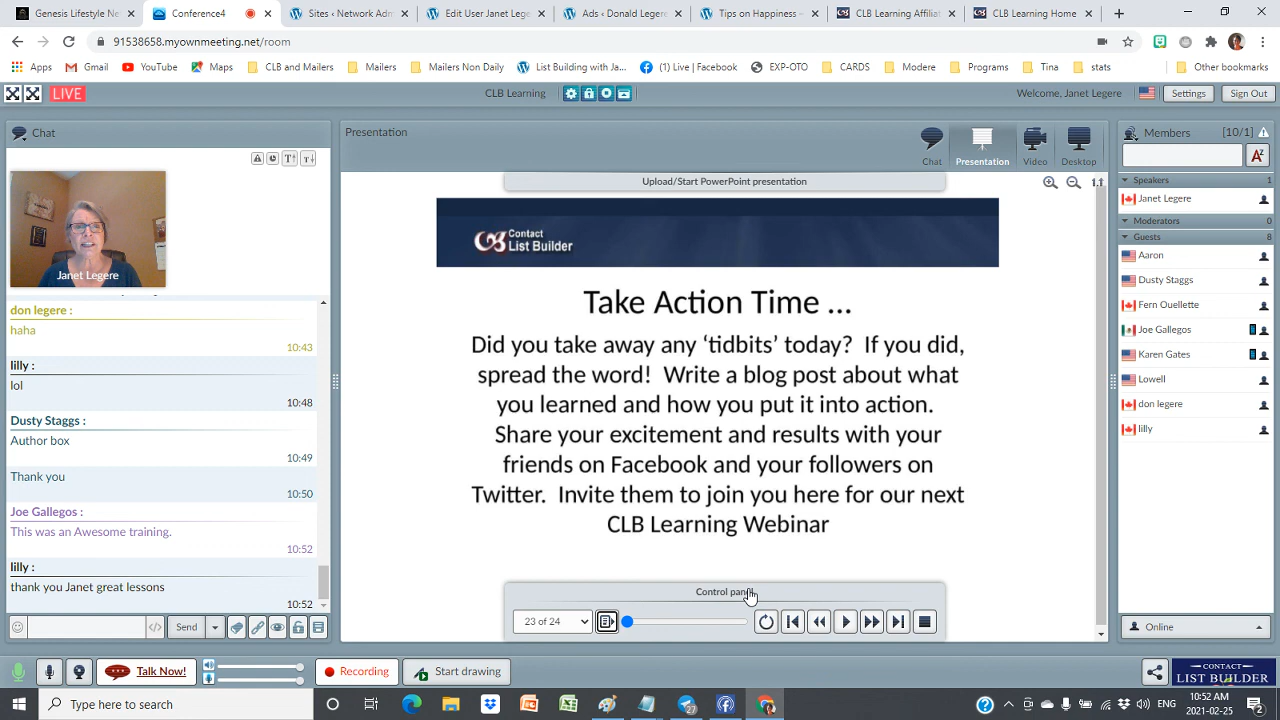 Genesis Lifestyle Net
Conference4
Sites ‹ Network Adm
Edit User Janet Lege
Ads ‹ Donald Legere
Posts on Happiness –
CLB Learning Affiliat
CLB Learning Home
91538658.myownmeeting.net/room
Apps
Gmail
YouTube
Maps
CLB and Mailers
Mailers
Mailers Non Daily
List Building with Ja...
(1) Live | Facebook
EXP-OTO
CARDS
Modere
Programs
Tina
stats
Other bookmarks
LIVE
CLB Learning
Welcome, Janet Legere
Settings
Sign Out
Chat
Janet Legere
don legere :
haha
10:43
lilly :
lol
10:48
Dusty Staggs :
Author box
10:49
Thank you
10:50
Joe Gallegos :
This was an Awesome training.
10:52
lilly :
thank you Janet great lessons
10:52
Send
Presentation
Chat
Presentation
Video
Desktop
Upload/Start PowerPoint presentation
1:1
Contact
List Builder
Take Action Time ...
Did you take away any ‘tidbits’ today? If you did,
spread the word! Write a blog post about what
you learned and how you put it into action.
Share your excitement and results with your
friends on Facebook and your followers on
Twitter. Invite them to join you here for our next
CLB Learning Webinar
Control panel
23 of 24
Members
[10/1]
Speakers 1
Janet Legere
Moderators 0
Guests 8
Aaron
Dusty Staggs
Fern Ouellette
Joe Gallegos
Karen Gates
Lowell
don legere
lilly
Online
Talk Now!
Recording
Start drawing
CONTACT
LIST BUILDER
Type here to search
27
ENG
10:52 AM
2021-02-25